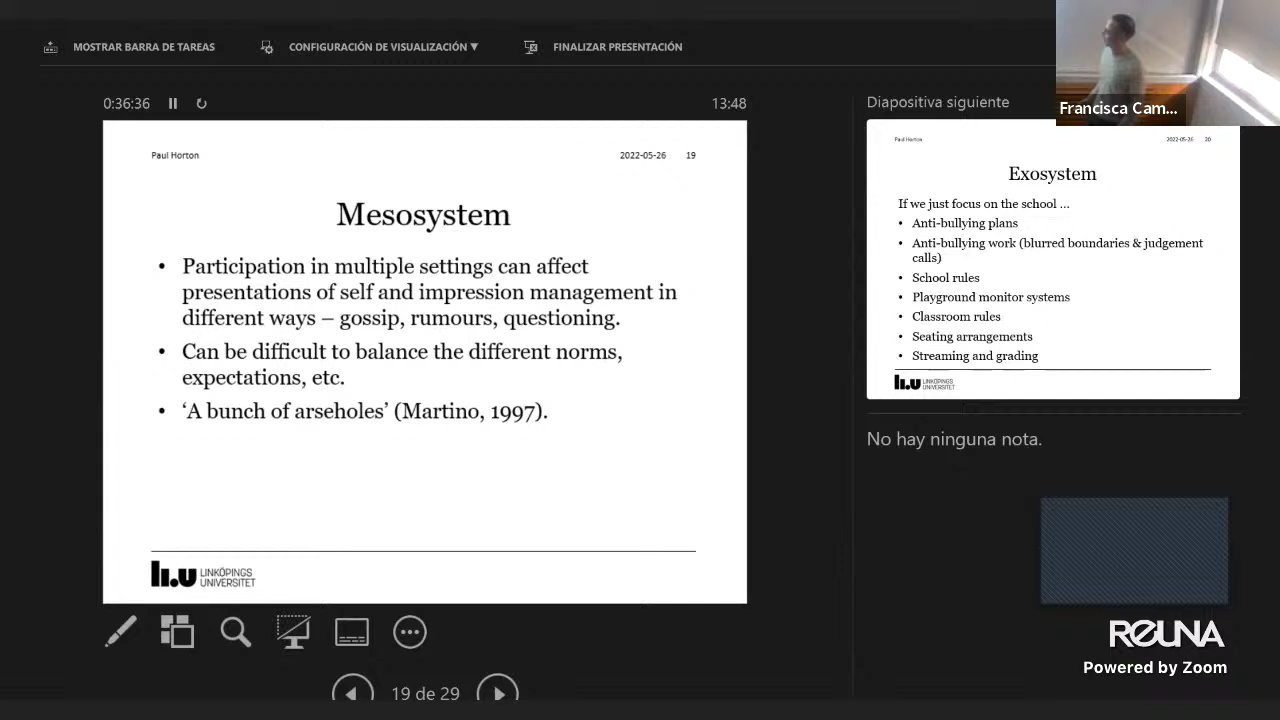 MOSTRAR BARRA DE TAREAS
CONFIGURACIÓN DE VISUALIZACIÓN ▼
FINALIZAR PRESENTACIÓN
Francisca Cam...
0:36:36
13:48
Paul Horton
2022-05-26 19
Mesosystem
• Participation in multiple settings can affect
presentations of self and impression management in
different ways – gossip, rumours, questioning.
• Can be difficult to balance the different norms,
expectations, etc.
• ‘A bunch of arseholes’ (Martino, 1997).
li.u LINKÖPINGS
UNIVERSITET
19 de 29
Diapositiva siguiente
Paul Horton
2022-05-26 20
Exosystem
If we just focus on the school ...
• Anti-bullying plans
• Anti-bullying work (blurred boundaries & judgement
calls)
• School rules
• Playground monitor systems
• Classroom rules
• Seating arrangements
• Streaming and grading
li.u LINKÖPINGS
UNIVERSITET
No hay ninguna nota.
REUNA
Powered by Zoom